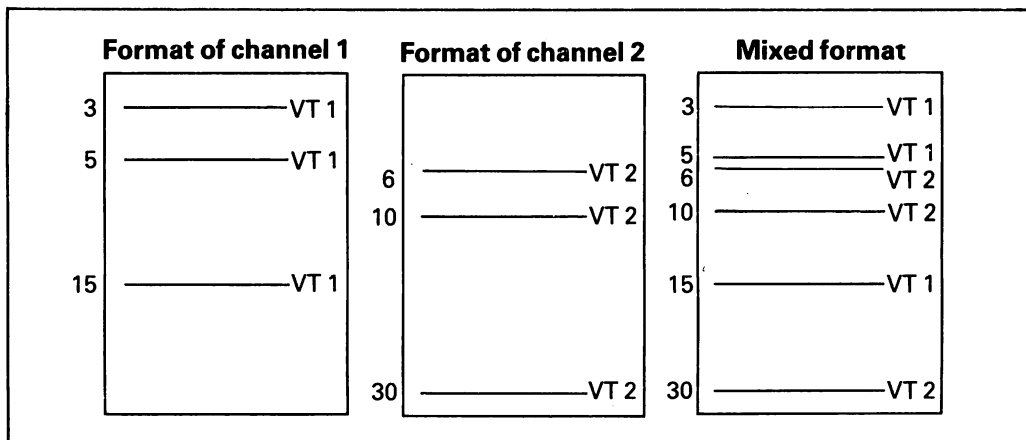 Format of channel 1
3 VT 1
5 VT 1
15 VT 1
Format of channel 2
6 VT 2
10 VT 2
30 VT 2
Mixed format
3 VT 1
5 VT 1
6 VT 2
10 VT 2
15 VT 1
30 VT 2